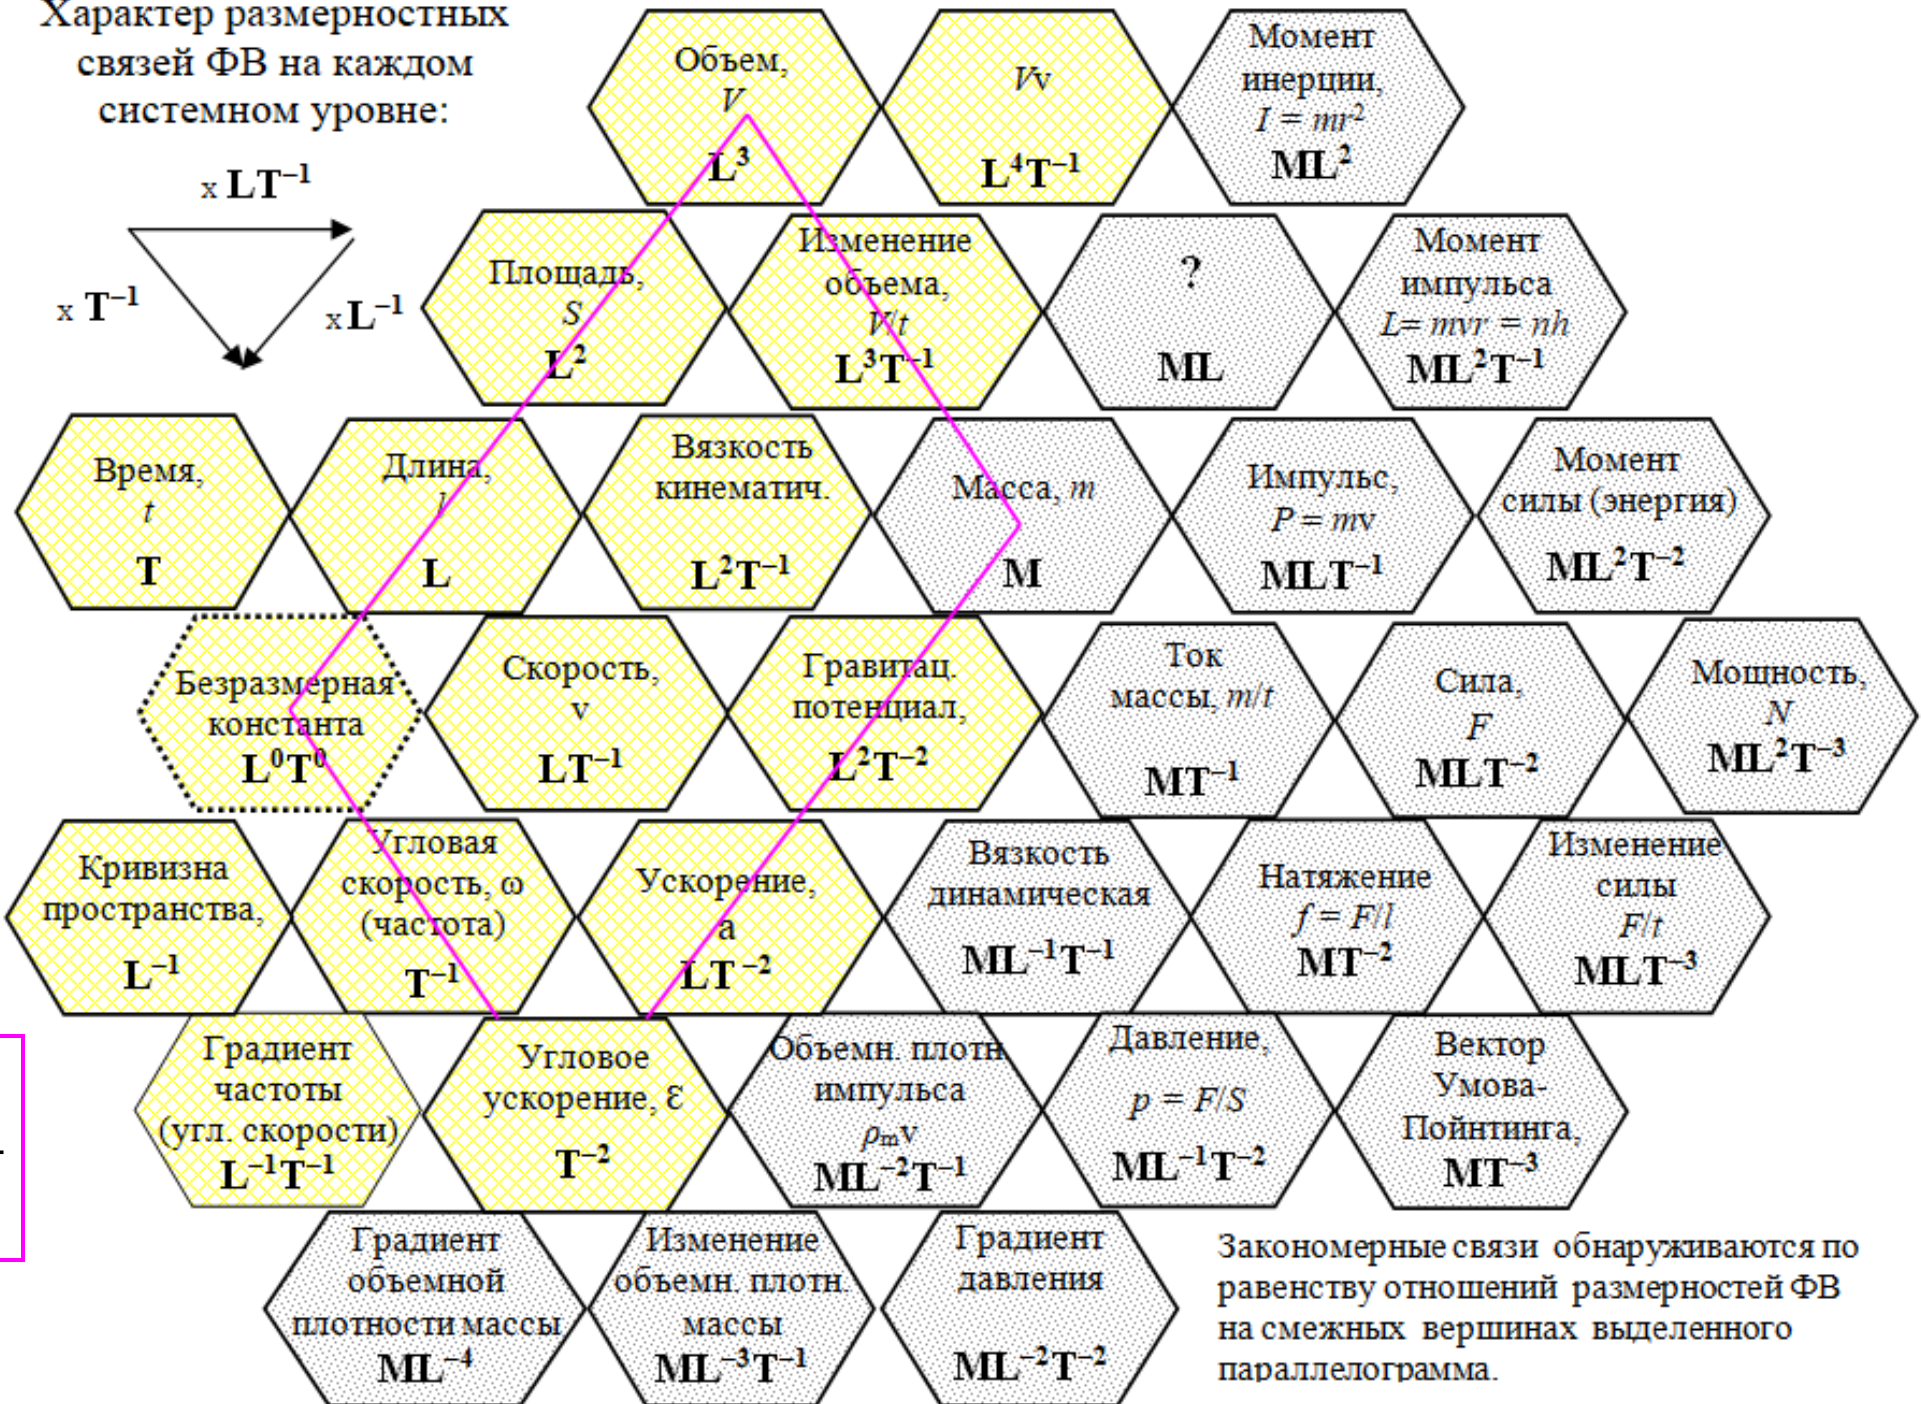 Характер размерностных
связей ФВ на каждом
системном уровне:
x LT⁻¹
x T⁻¹
x L⁻¹
Объем,
V
L³
Vv
L⁴T⁻¹
Момент
инерции,
I = mr²
ML²
Площадь,
S
L²
Изменение
объема,
V/t
L³T⁻¹
?
ML
Момент
импульса
L= mvr = nh
ML²T⁻¹
Время,
t
T
Длина,
l
L
Вязкость
кинематич.
L²T⁻¹
Масса, m
M
Импульс,
P = mv
MLT⁻¹
Момент
силы (энергия)
ML²T⁻²
Безразмерная
константа
L⁰T⁰
Скорость,
v
LT⁻¹
Гравитац.
потенциал,
L²T⁻²
Ток
массы, m/t
MT⁻¹
Сила,
F
MLT⁻²
Мощность,
N
ML²T⁻³
Кривизна
пространства,
L⁻¹
Угловая
скорость, ω
(частота)
T⁻¹
Ускорение,
a
LT⁻²
Вязкость
динамическая
ML⁻¹T⁻¹
Натяжение
f = F/l
MT⁻²
Изменение
силы
F/t
MLT⁻³
Градиент
частоты
(угл. скорости)
L⁻¹T⁻¹
Угловое
ускорение, Ɛ
T⁻²
Объемн. плотн
импульса
ρₘv
ML⁻²T⁻¹
Давление,
p = F/S
ML⁻¹T⁻²
Вектор
Умова-
Пойнтинга,
MT⁻³
Градиент
объемной
плотности массы
ML⁻⁴
Изменение
объемн. плотн.
массы
ML⁻³T⁻¹
Градиент
давления
ML⁻²T⁻²
Закономерные связи обнаруживаются по
равенству отношений размерностей ФВ
на смежных вершинах выделенного
параллелограмма.